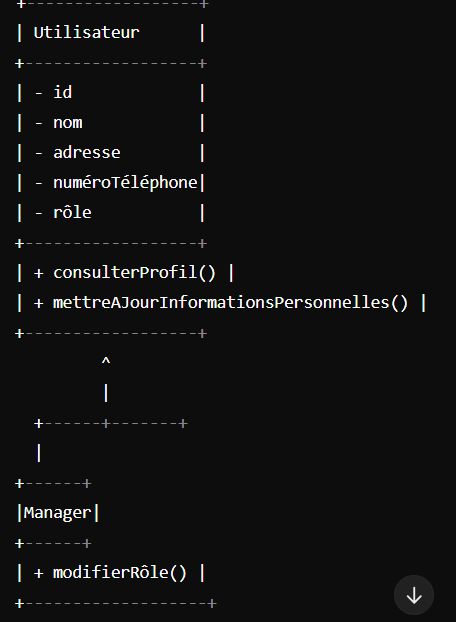 +------------------+
| Utilisateur      |
+------------------+
| - id             |
| - nom            |
| - adresse        |
| - numéroTéléphone|
| - rôle           |
+------------------+
| + consulterProfil() |
| + mettreAJourInformationsPersonnelles() |
+------------------+
         ^
         |
  +------+-------+
  |
+------+
|Manager|
+------+
| + modifierRôle() |
+-------------------+